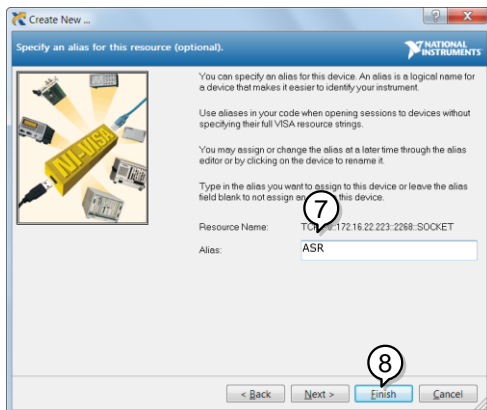 Create New ...
Specify an alias for this resource (optional).
NATIONAL
INSTRUMENTS
NI-VISA
You can specify an alias for this device. An alias is a logical name for
a device that makes it easier to identify your instrument.
Use aliases in your code when opening sessions to devices without
specifying their full VISA resource strings.
You may assign or change the alias at a later time through the alias
editor or by clicking on the device to rename it.
Type in the alias you want to assign to this device or leave the alias
field blank to not assign an this device.
7
Resource Name: 172.16.22.223::2268::SOCKET
Alias: ASR
8
< Back Next > Finish Cancel